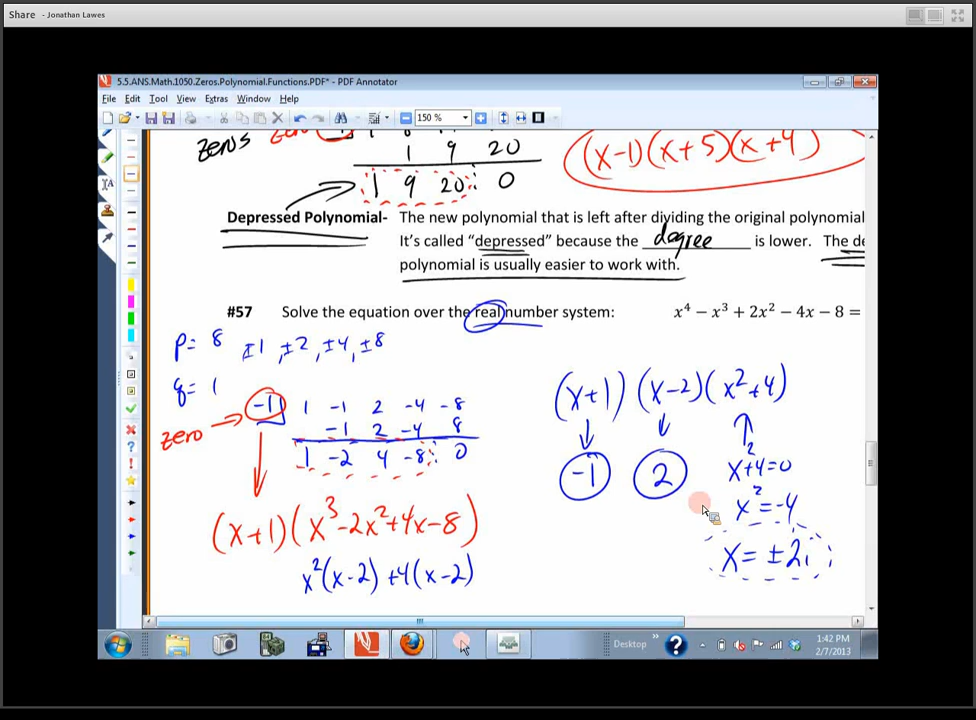 Share - Jonathan Lawes
5.5.ANS.Math.1050.Zeros.Polynomial.Functions.PDF* - PDF Annotator
File Edit Tool View Extras Window Help
150 %
zeros
1 9 20
1 9 20 0
(x-1)(x+5)(x+4)
Depressed Polynomial- The new polynomial that is left after dividing the original polynomial
It's called “depressed” because the degree is lower. The de
polynomial is usually easier to work with.
#57 Solve the equation over the real number system: x⁴ − x³ + 2x² − 4x − 8 =
p= 8 ±1, ±2, ±4, ±8
q= 1
zero
-1 1 -1 2 -4 -8
-1 2 -4 8
1 -2 4 -8 0
(x+1)(x³-2x²+4x-8)
x²(x-2) +4(x-2)
(x+1)(x-2)(x²+4)
-1 2
x²+4=0
x²=-4
x=±2i
Desktop
1:42 PM
2/7/2013